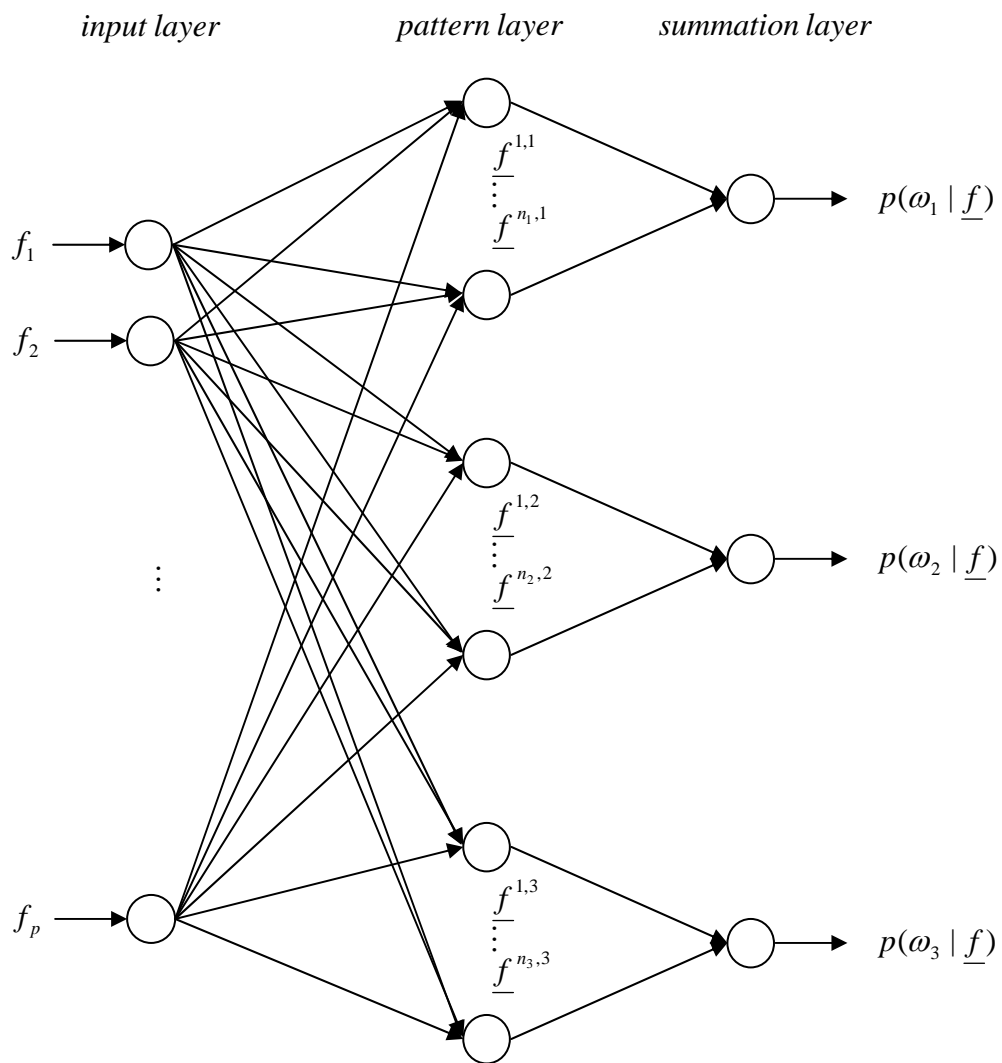 input layer pattern layer summation layer
f^{1,1}
⋮
f^{n_1,1}
p(ω_1 | f)
f_1
f_2
f^{1,2}
⋮
f^{n_2,2}
p(ω_2 | f)
⋮
f_p
f^{1,3}
⋮
f^{n_3,3}
p(ω_3 | f)